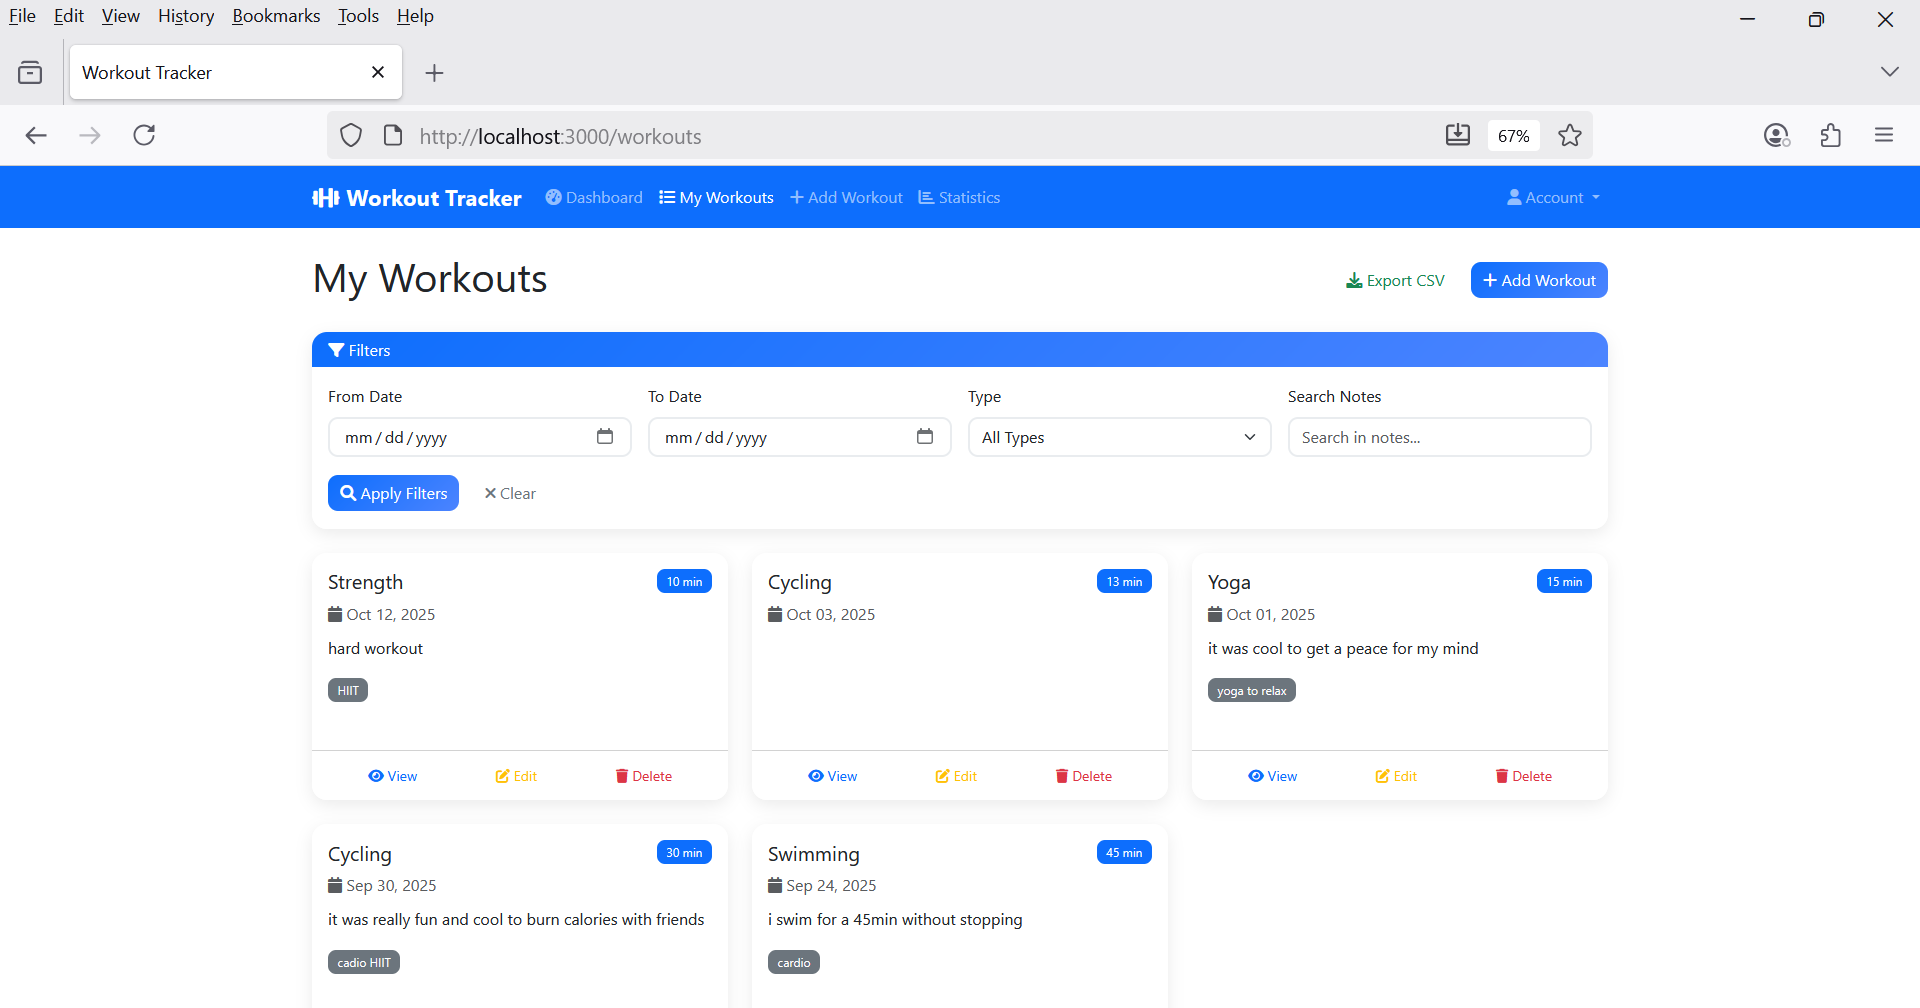 File Edit View History Bookmarks Tools Help
Workout Tracker
http://localhost:3000/workouts 67%
Workout Tracker Dashboard My Workouts Add Workout Statistics Account
My Workouts Export CSV Add Workout
Filters
From Date To Date Type Search Notes
mm/dd/yyyy mm/dd/yyyy All Types Search in notes...
Apply Filters Clear
Strength 10 min
Oct 12, 2025
hard workout
HIIT
View Edit Delete
Cycling 13 min
Oct 03, 2025
View Edit Delete
Yoga 15 min
Oct 01, 2025
it was cool to get a peace for my mind
yoga to relax
View Edit Delete
Cycling 30 min
Sep 30, 2025
it was really fun and cool to burn calories with friends
cadio HIIT
Swimming 45 min
Sep 24, 2025
i swim for a 45min without stopping
cardio